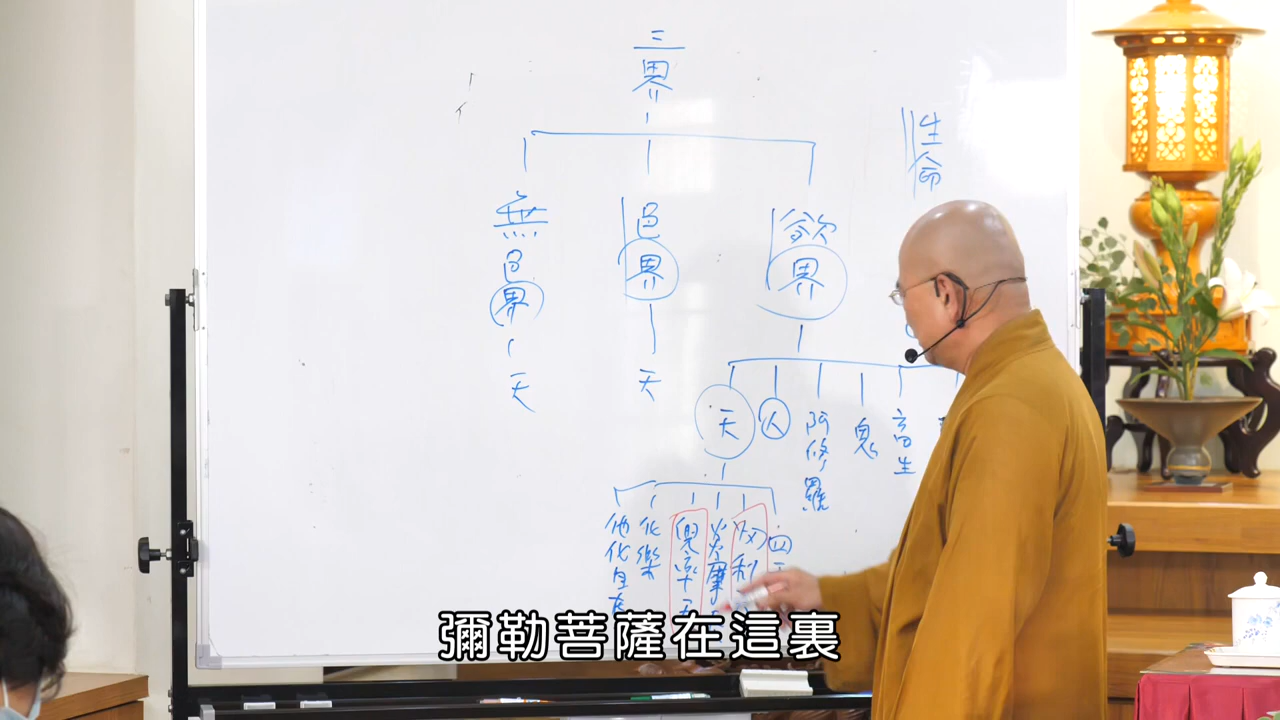 三界
生命
無色界
色界
欲界
天
天
天
人
阿修羅
鬼
畜生
他化自在
化樂
兜率天
炎摩
忉利
四
彌勒菩薩在這裏